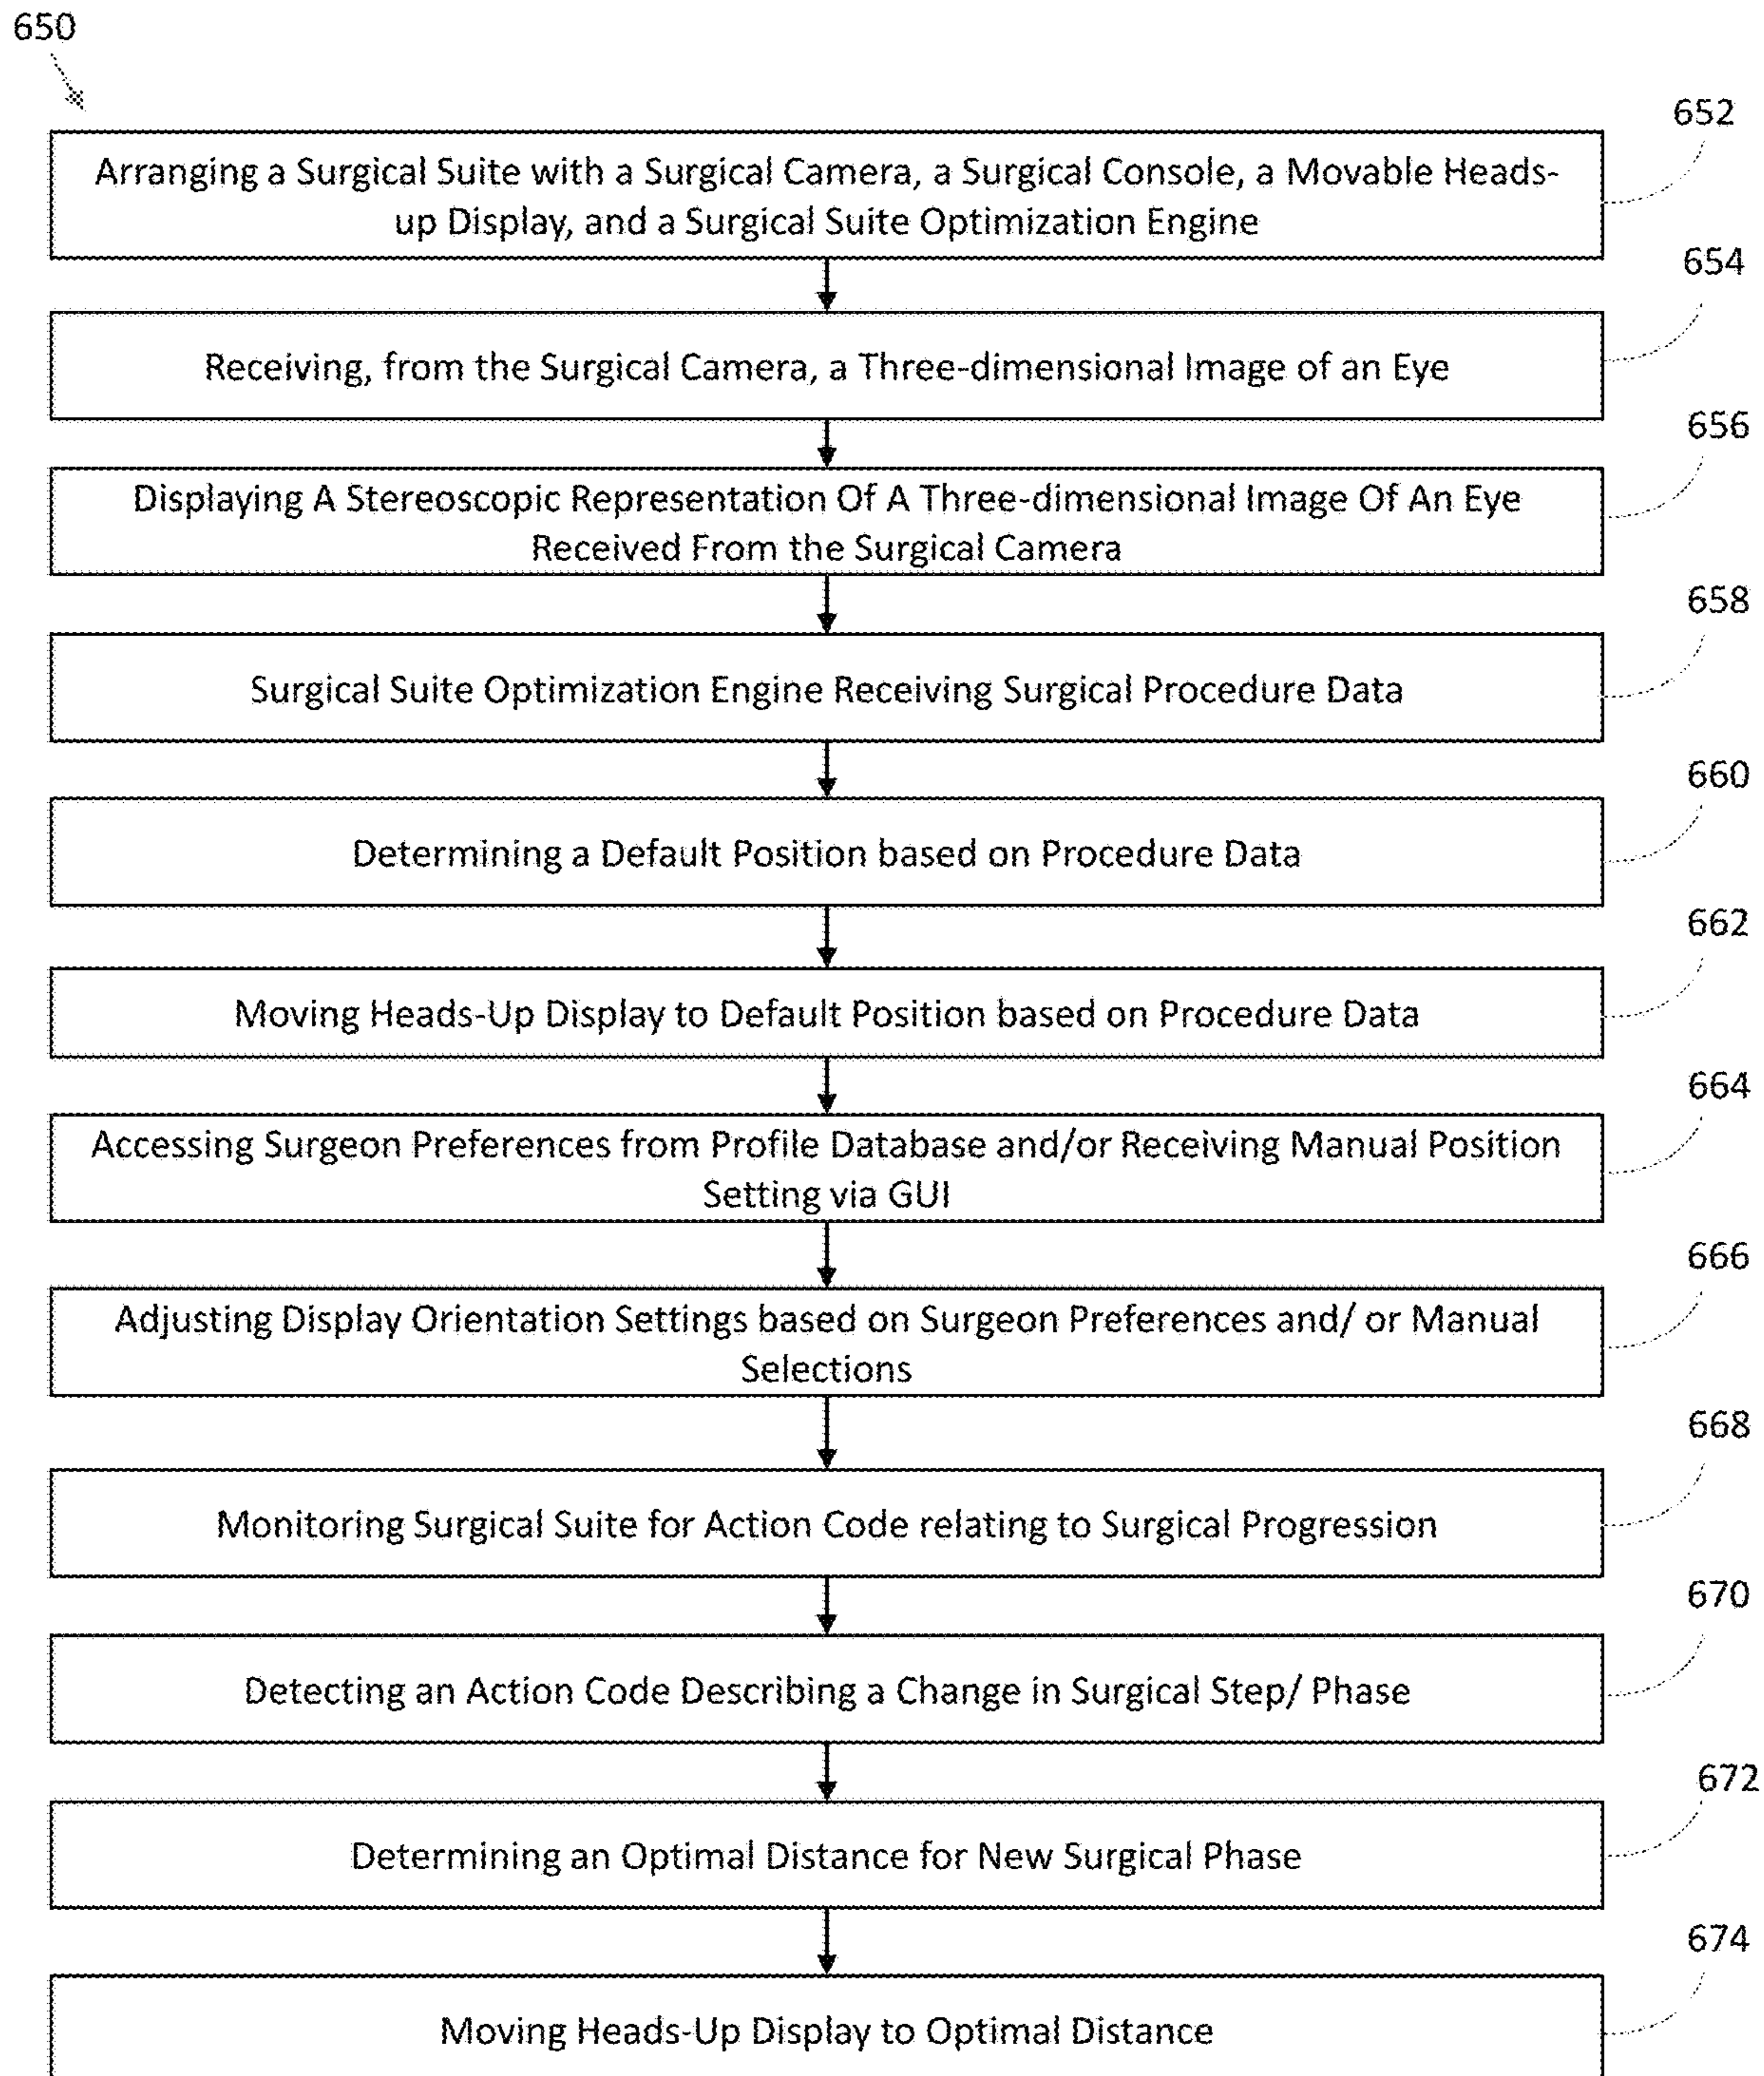 650
652
Arranging a Surgical Suite with a Surgical Camera, a Surgical Console, a Movable Heads-
up Display, and a Surgical Suite Optimization Engine
654
Receiving, from the Surgical Camera, a Three-dimensional Image of an Eye
656
Displaying A Stereoscopic Representation Of A Three-dimensional Image Of An Eye
Received From the Surgical Camera
658
Surgical Suite Optimization Engine Receiving Surgical Procedure Data
660
Determining a Default Position based on Procedure Data
662
Moving Heads-Up Display to Default Position based on Procedure Data
664
Accessing Surgeon Preferences from Profile Database and/or Receiving Manual Position
Setting via GUI
666
Adjusting Display Orientation Settings based on Surgeon Preferences and/ or Manual
Selections
668
Monitoring Surgical Suite for Action Code relating to Surgical Progression
670
Detecting an Action Code Describing a Change in Surgical Step/ Phase
672
Determining an Optimal Distance for New Surgical Phase
674
Moving Heads-Up Display to Optimal Distance